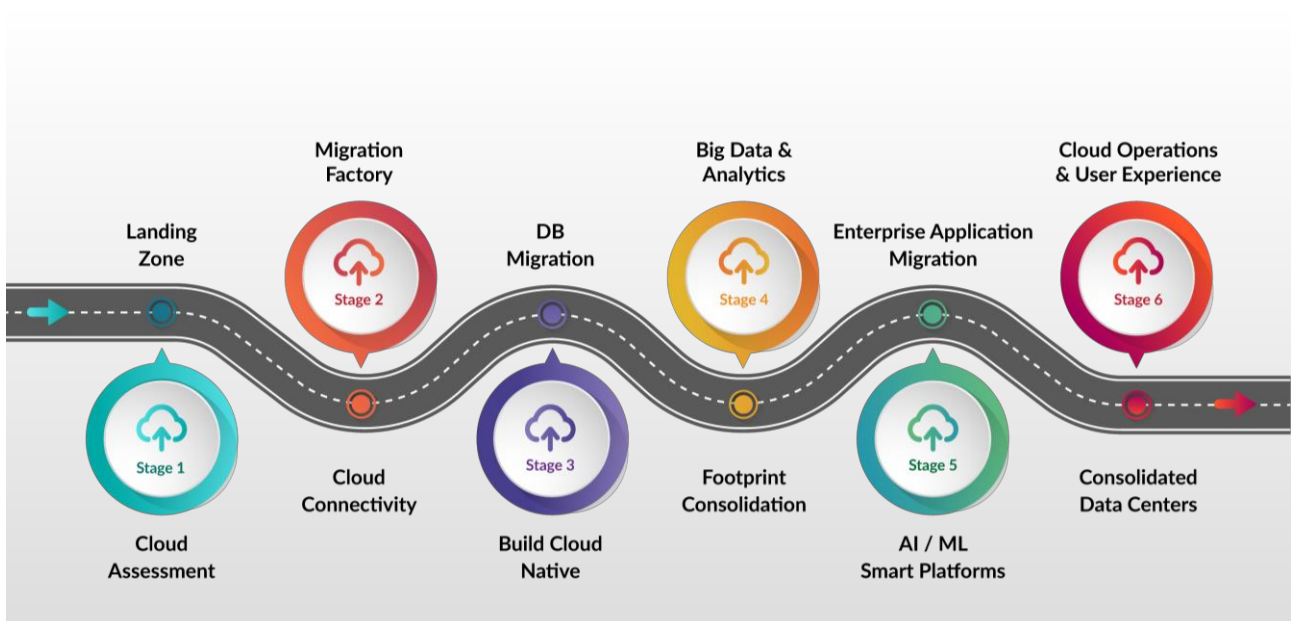 Landing
Zone
Stage 1
Cloud
Assessment
Migration
Factory
Stage 2
Cloud
Connectivity
DB
Migration
Stage 3
Build Cloud
Native
Big Data &
Analytics
Stage 4
Footprint
Consolidation
Enterprise Application
Migration
Stage 5
AI / ML
Smart Platforms
Cloud Operations
& User Experience
Stage 6
Consolidated
Data Centers